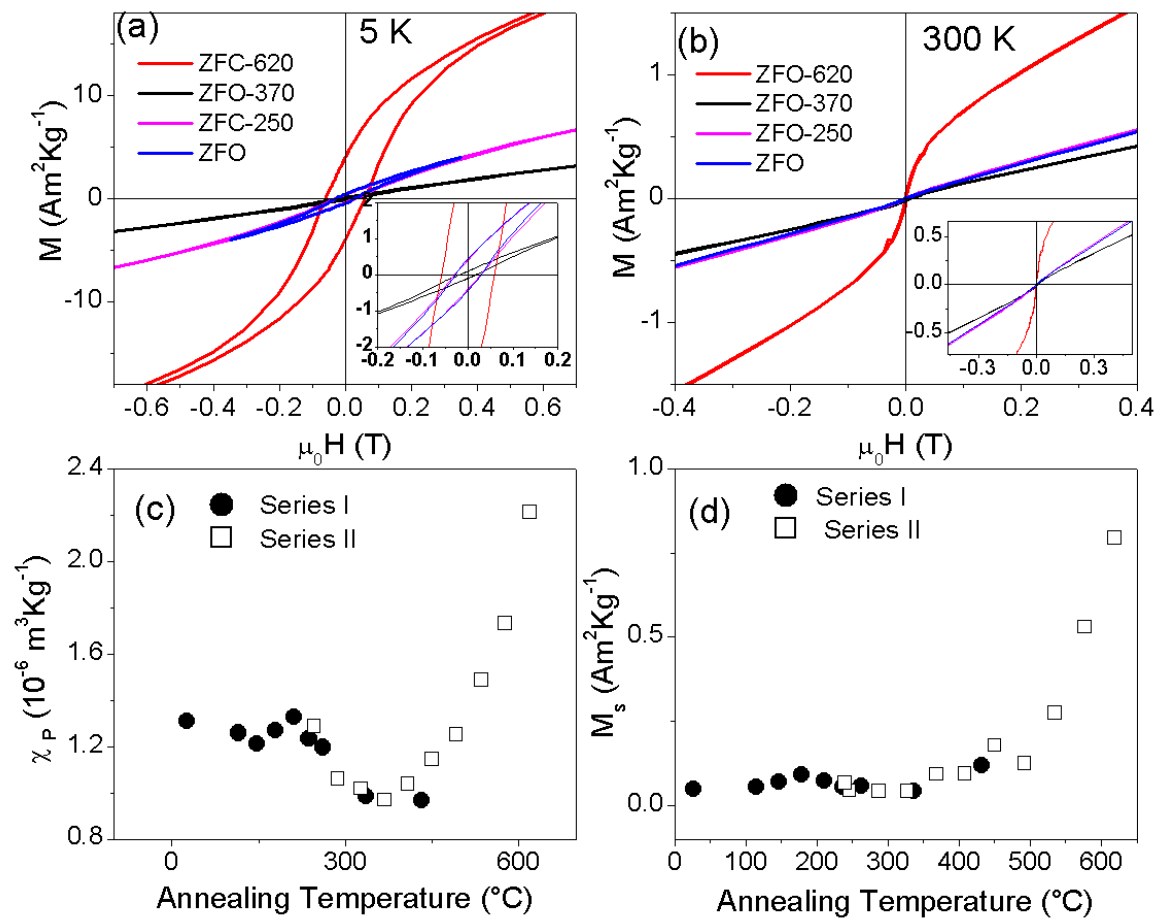 (a)
5 K
ZFC-620
ZFO-370
ZFC-250
ZFO
M (Am²Kg⁻¹)
10
0
-10
2
1
0
-1
-2
-0.2 -0.1 0.0 0.1 0.2
-0.6 -0.4 -0.2 0.0 0.2 0.4 0.6
μ₀H (T)
(b)
300 K
ZFO-620
ZFO-370
ZFO-250
ZFO
M (Am²Kg⁻¹)
1
0
-1
0.5
0.0
-0.5
-0.3 0.0 0.3
-0.4 -0.2 0.0 0.2 0.4
μ₀H (T)
(c)
Series I
Series II
χ P (10⁻⁶ m³Kg⁻¹)
2.4
2.0
1.6
1.2
0.8
0 300 600
Annealing Temperature (°C)
(d)
Series I
Series II
Mₛ (Am²Kg⁻¹)
1.0
0.5
0.0
0 100 200 300 400 500 600
Annealing Temperature (°C)